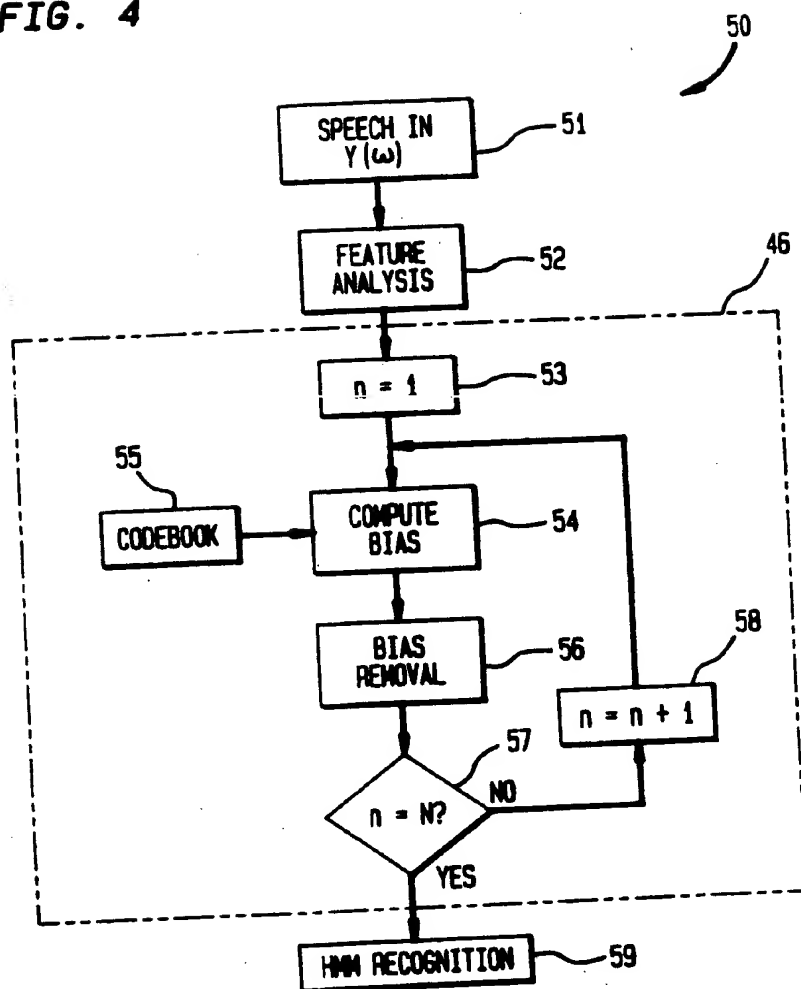 FIG. 4
50
SPEECH IN
Y(ω)
51
FEATURE
ANALYSIS
52
46
n = 1
53
55
CODEBOOK
COMPUTE
BIAS
54
BIAS
REMOVAL
56
58
n = n + 1
57
n = N?
NO
YES
HMM RECOGNITION
59